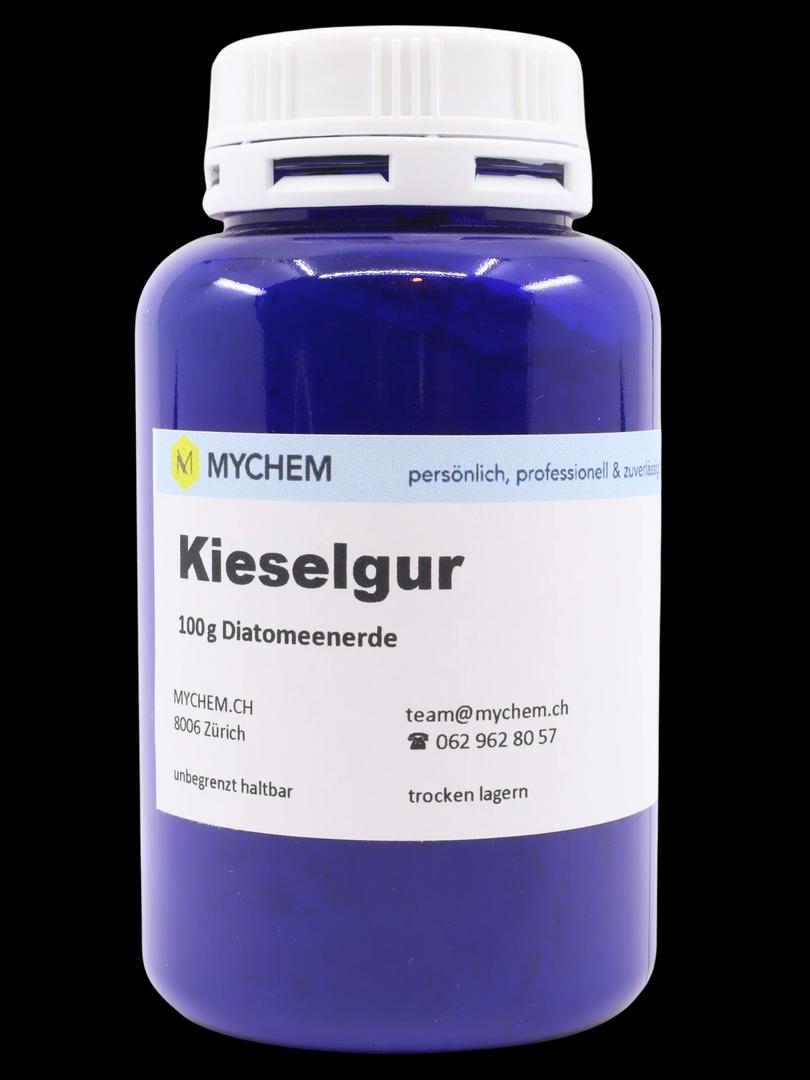 MYCHEM
persönlich, professionell & zuverlässig
Kieselgur
100g Diatomeenerde
MYCHEM.CH
8006 Zürich
team@mychem.ch
☎ 062 962 80 57
unbegrenzt haltbar
trocken lagern